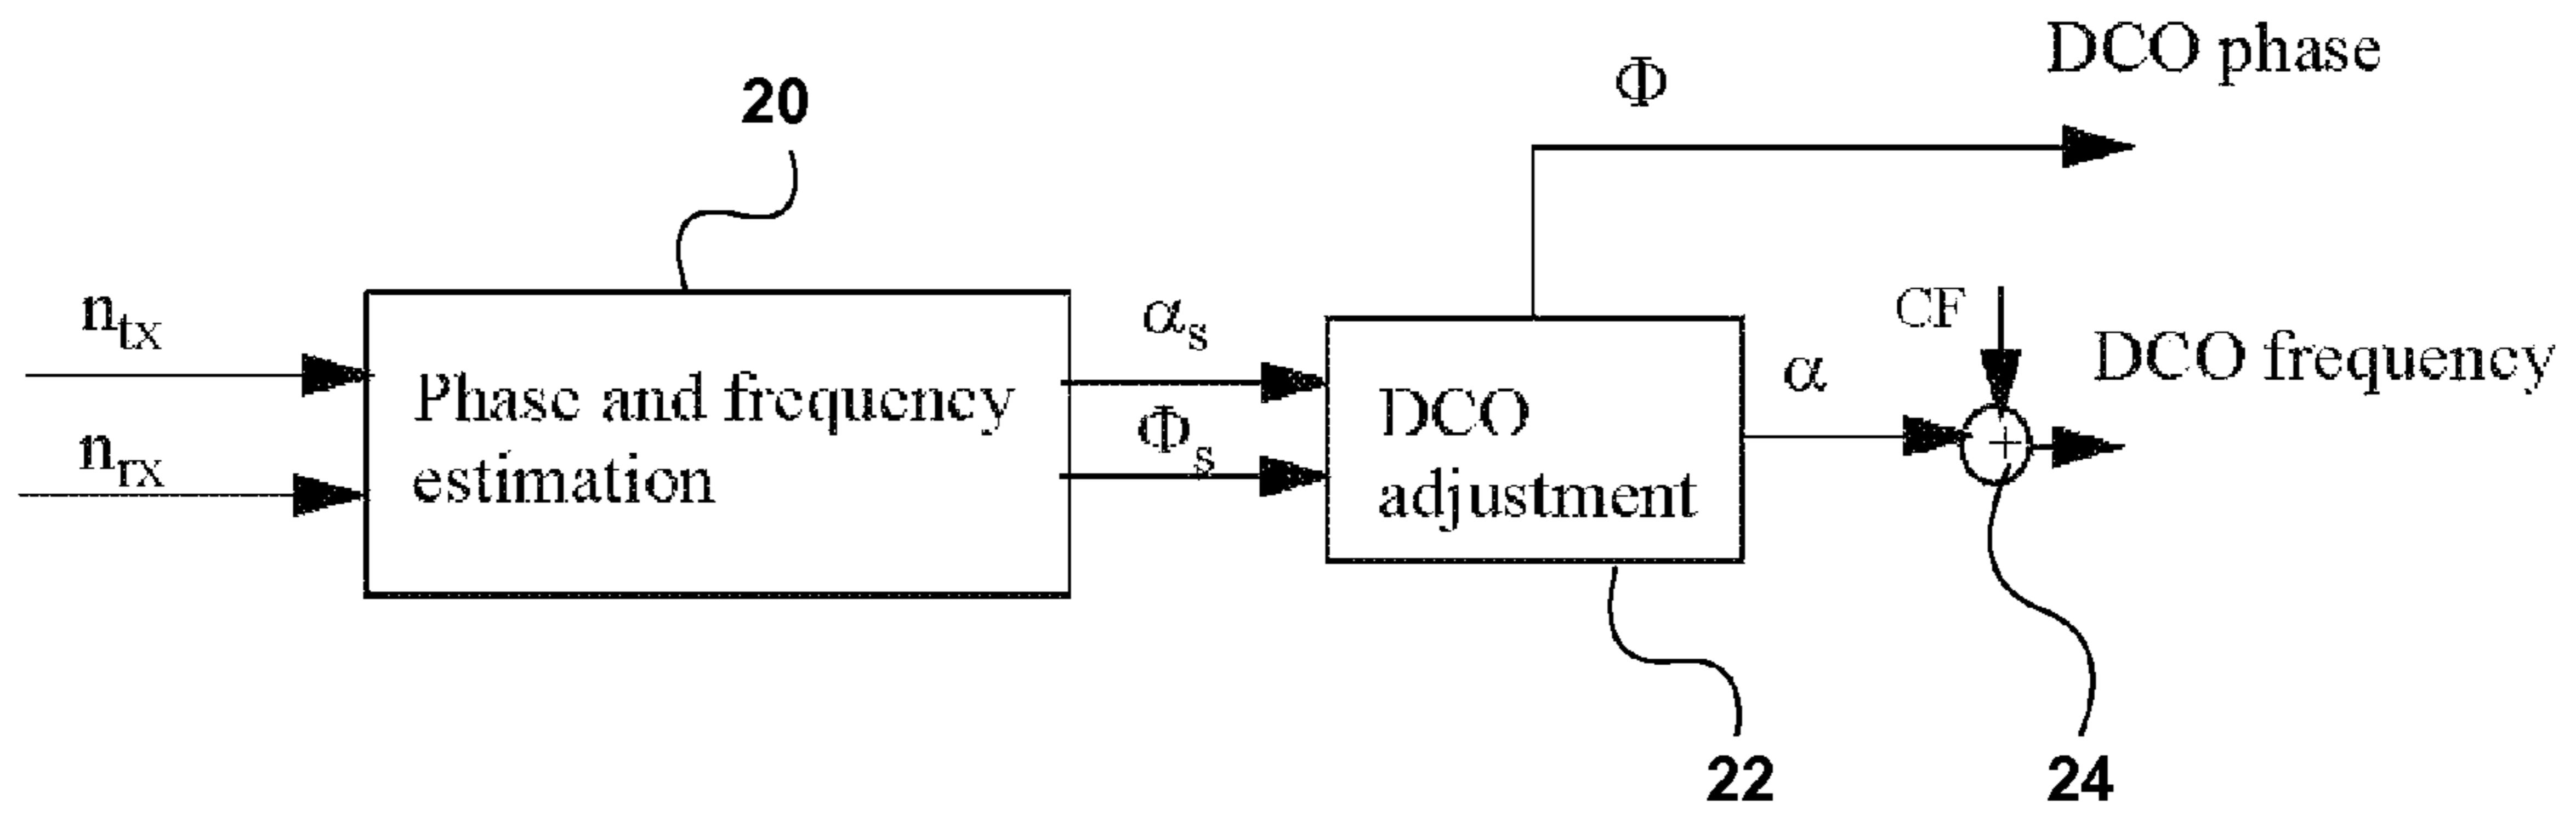 DCO phase
Φ
20
n_tx
α_s
CF
DCO frequency
α
n_rx
Φ_s
Phase and frequency
estimation
DCO
adjustment
+
22
24